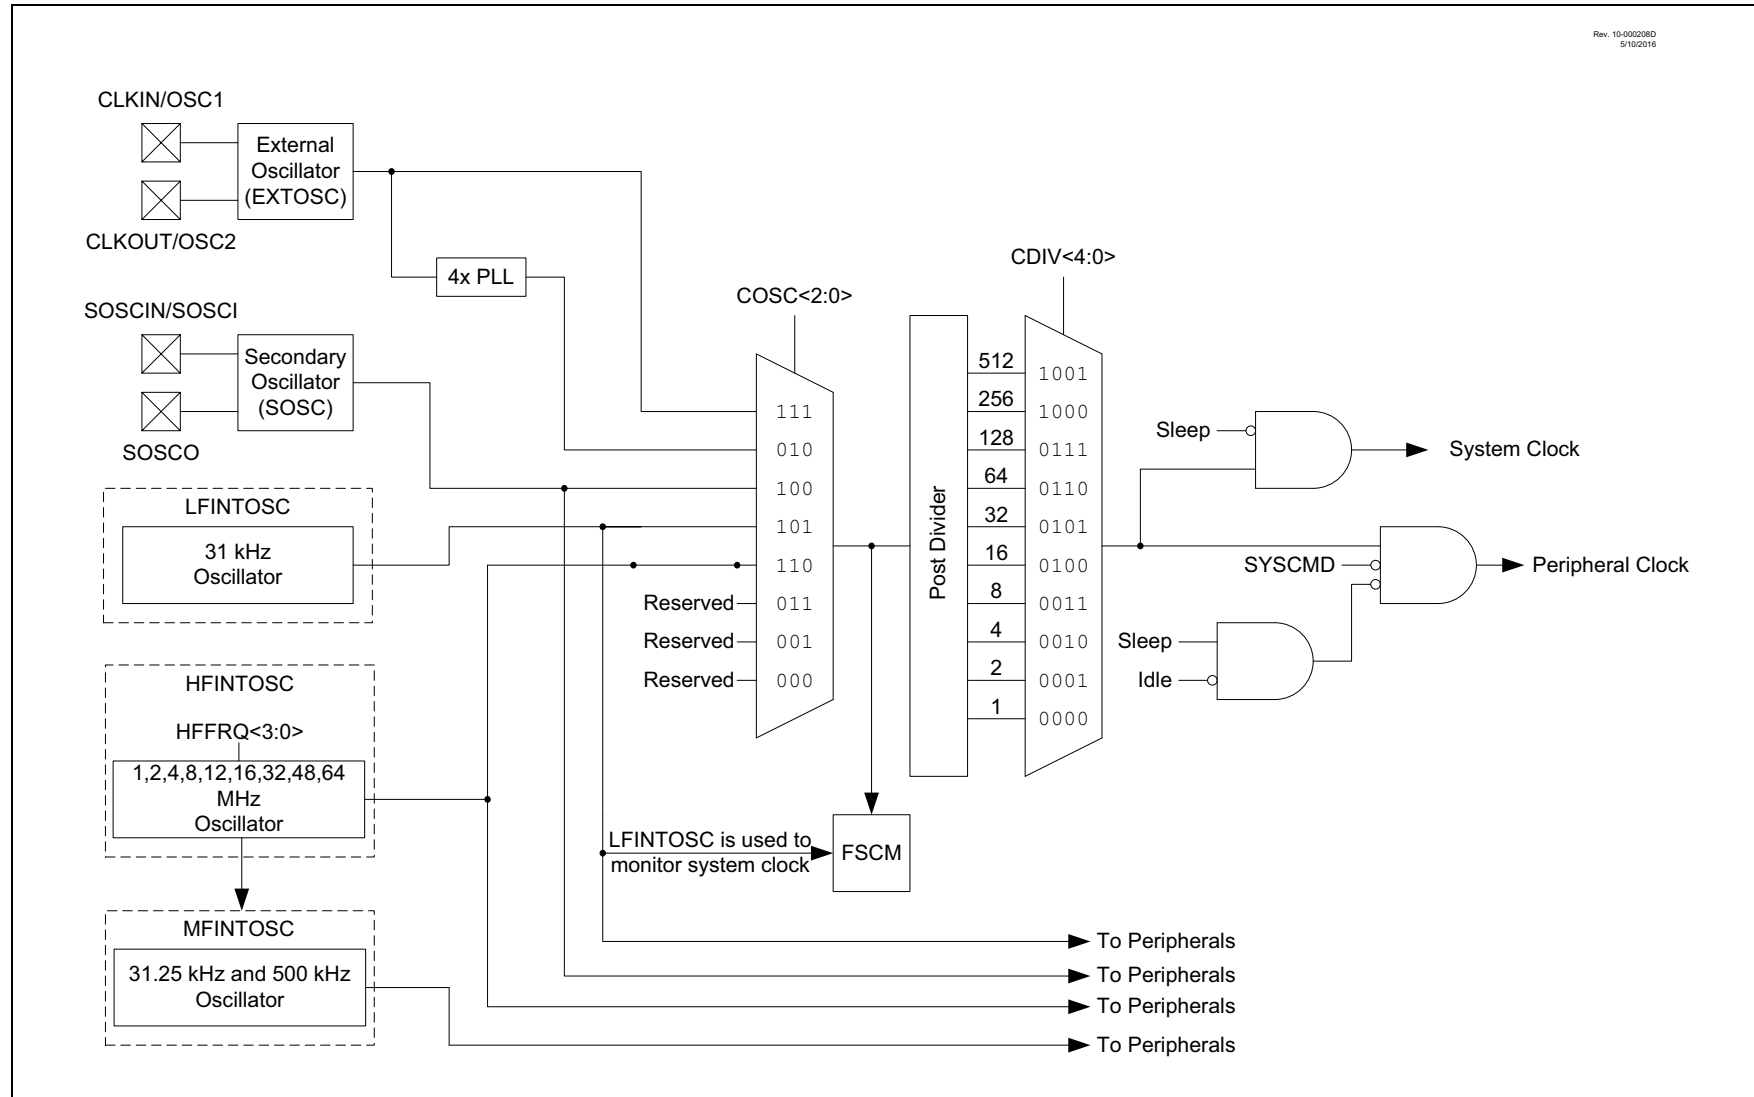 Rev. 10-000208D
5/10/2016
CLKIN/OSC1
External
Oscillator
(EXTOSC)
CLKOUT/OSC2
4x PLL
SOSCIN/SOSCI
Secondary
Oscillator
(SOSC)
SOSCO
LFINTOSC
31 kHz
Oscillator
HFINTOSC
HFFRQ<3:0>
1,2,4,8,12,16,32,48,64
MHz
Oscillator
MFINTOSC
31.25 kHz and 500 kHz
Oscillator
COSC<2:0>
111
010
100
101
110
Reserved 011
Reserved 001
Reserved 000
LFINTOSC is used to
monitor system clock
FSCM
Post Divider
CDIV<4:0>
512 1001
256 1000
128 0111
64 0110
32 0101
16 0100
8 0011
4 0010
2 0001
1 0000
Sleep
System Clock
SYSCMD
Peripheral Clock
Sleep
Idle
To Peripherals
To Peripherals
To Peripherals
To Peripherals